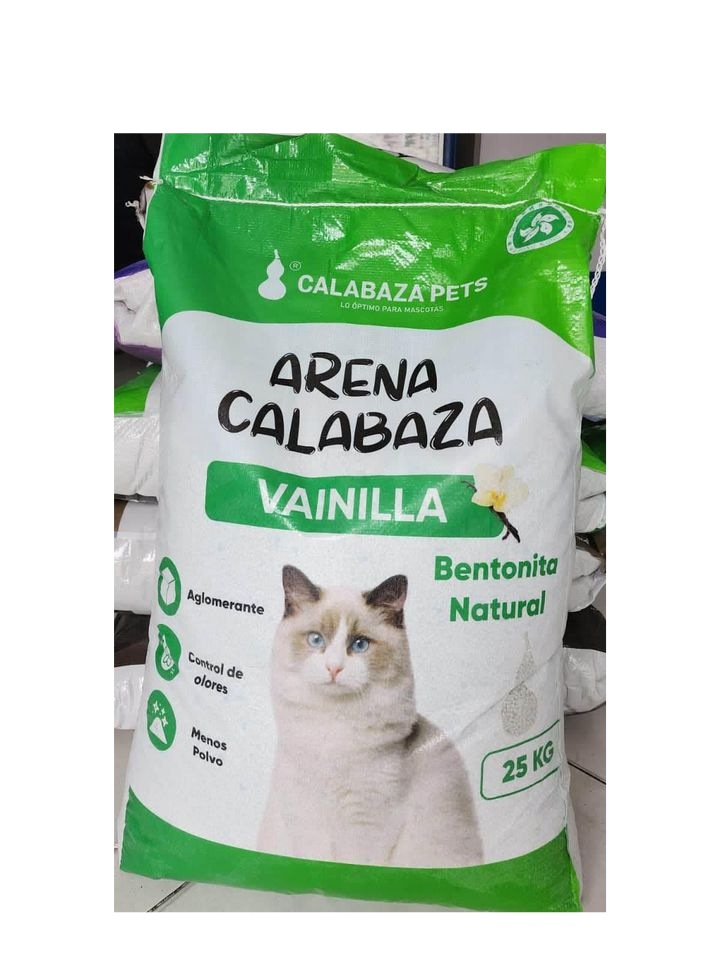 ® CALABAZA PETS
LO ÓPTIMO PARA MASCOTAS
ARENA
CALABAZA
VAINILLA
Bentonita
Natural
Aglomerante
Control de
olores
Menos
Polvo
25 KG